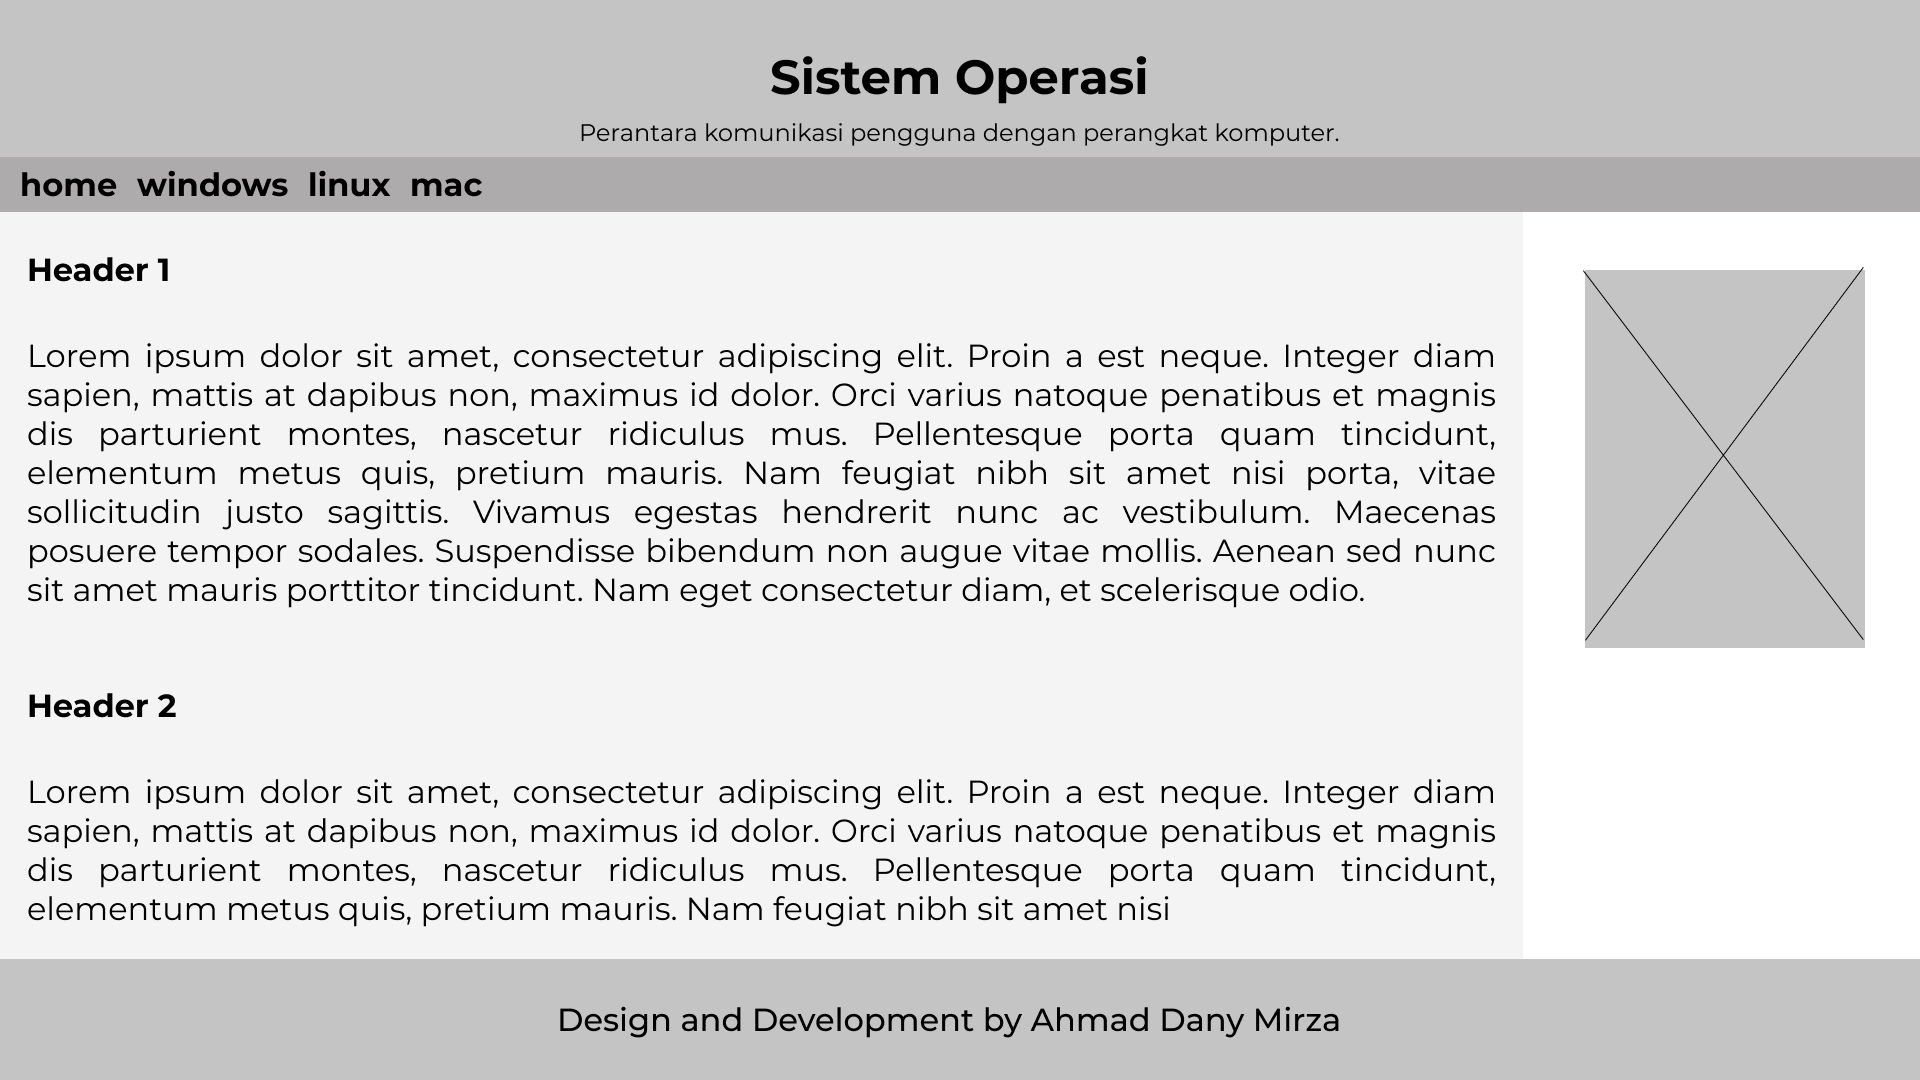 Sistem Operasi
Perantara komunikasi pengguna dengan perangkat komputer.
home windows linux mac
Header 1
Lorem ipsum dolor sit amet, consectetur adipiscing elit. Proin a est neque. Integer diam
sapien, mattis at dapibus non, maximus id dolor. Orci varius natoque penatibus et magnis
dis parturient montes, nascetur ridiculus mus. Pellentesque porta quam tincidunt,
elementum metus quis, pretium mauris. Nam feugiat nibh sit amet nisi porta, vitae
sollicitudin justo sagittis. Vivamus egestas hendrerit nunc ac vestibulum. Maecenas
posuere tempor sodales. Suspendisse bibendum non augue vitae mollis. Aenean sed nunc
sit amet mauris porttitor tincidunt. Nam eget consectetur diam, et scelerisque odio.
Header 2
Lorem ipsum dolor sit amet, consectetur adipiscing elit. Proin a est neque. Integer diam
sapien, mattis at dapibus non, maximus id dolor. Orci varius natoque penatibus et magnis
dis parturient montes, nascetur ridiculus mus. Pellentesque porta quam tincidunt,
elementum metus quis, pretium mauris. Nam feugiat nibh sit amet nisi
Design and Development by Ahmad Dany Mirza